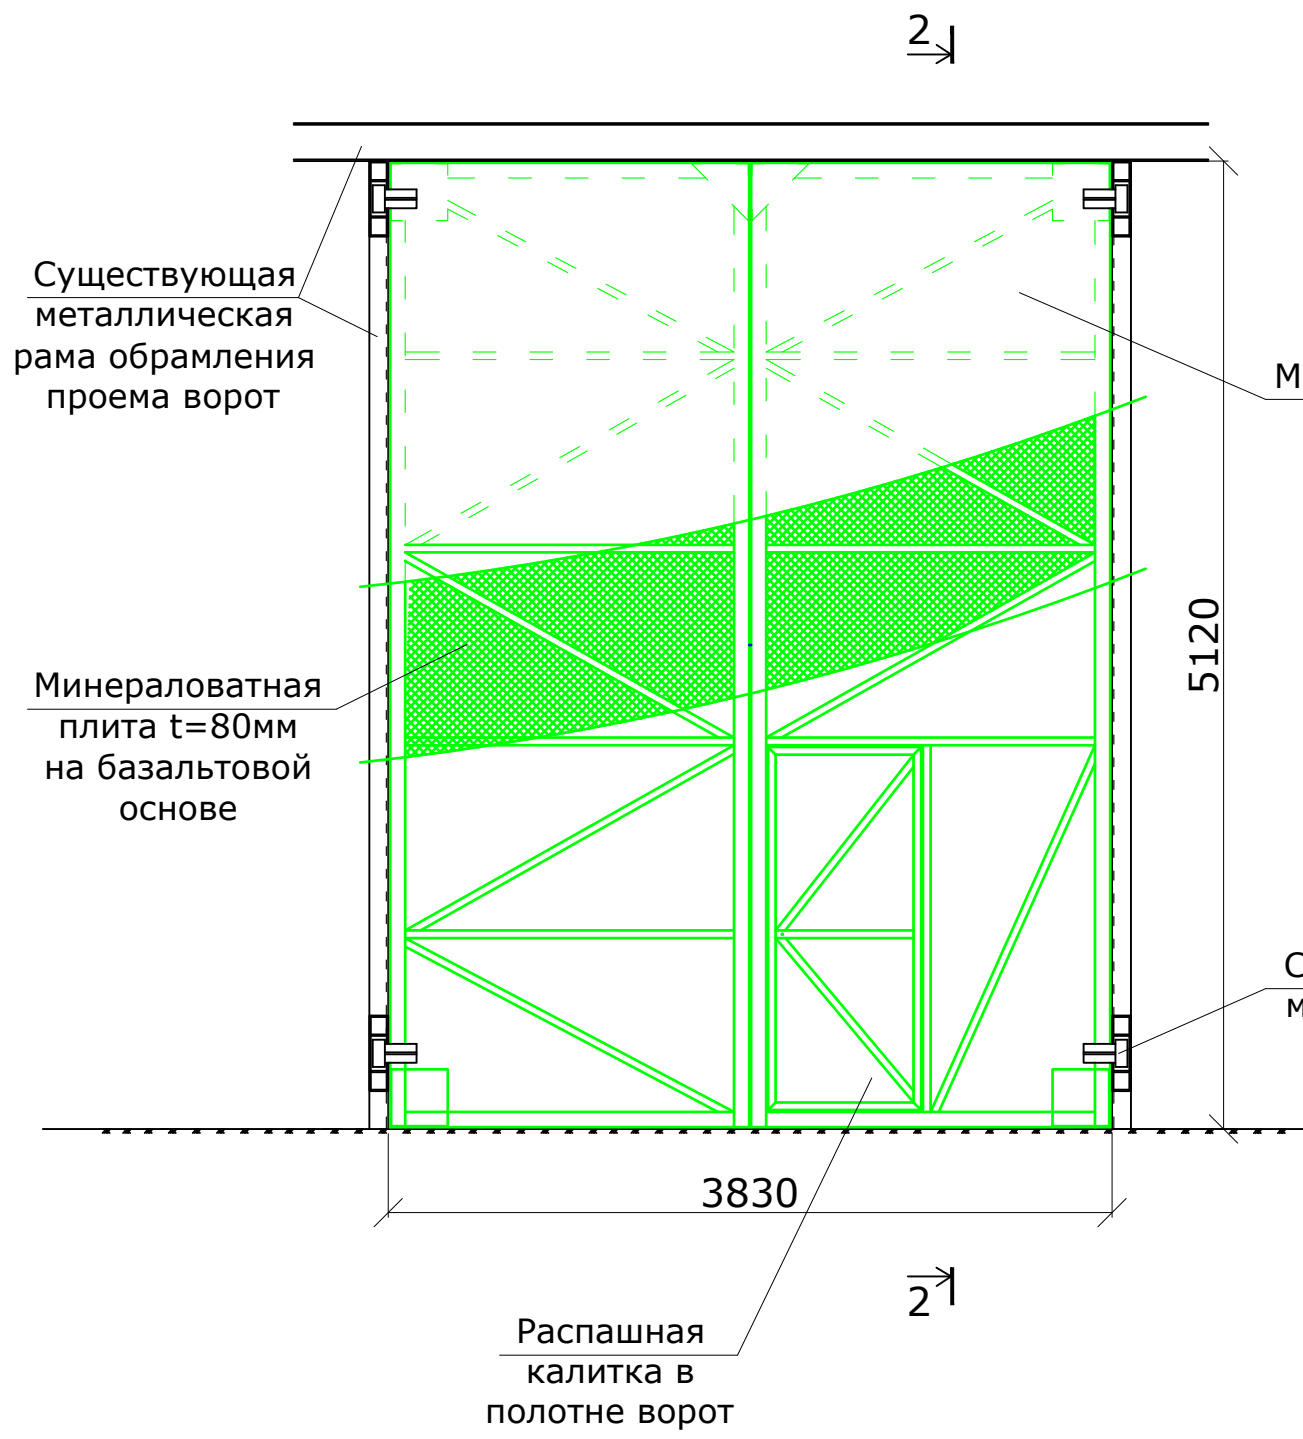 2
Существующая
металлическая
рама обрамления
проема ворот
М
Минераловатная
плита t=80мм
на базальтовой
основе
5120
С
м
3830
2
Распашная
калитка в
полотне ворот